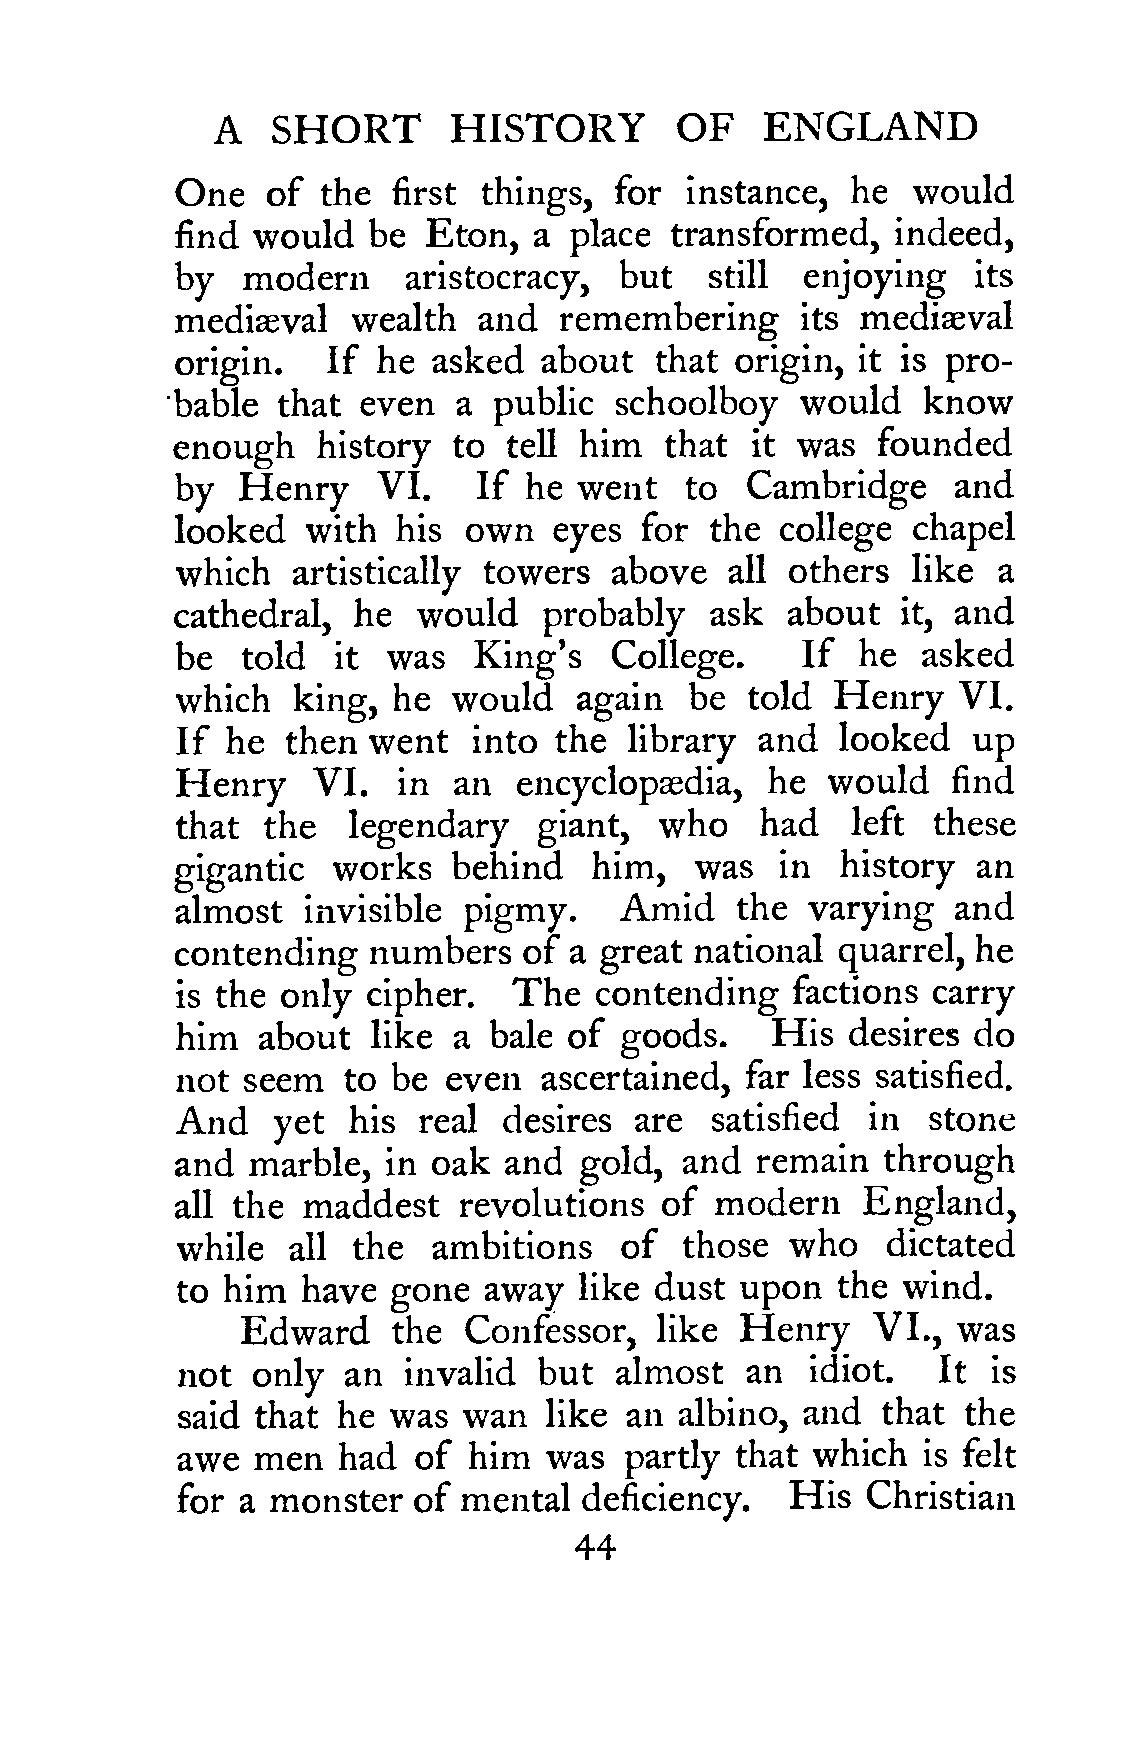 A SHORT HISTORY OF ENGLAND
One of the first things, for instance, he would
find would be Eton, a place transformed, indeed,
by modern aristocracy, but still enjoying its
mediæval wealth and remembering its mediæval
origin. If he asked about that origin, it is pro-
bable that even a public schoolboy would know
enough history to tell him that it was founded
by Henry VI. If he went to Cambridge and
looked with his own eyes for the college chapel
which artistically towers above all others like a
cathedral, he would probably ask about it, and
be told it was King's College. If he asked
which king, he would again be told Henry VI.
If he then went into the library and looked up
Henry VI. in an encyclopædia, he would find
that the legendary giant, who had left these
gigantic works behind him, was in history an
almost invisible pigmy. Amid the varying and
contending numbers of a great national quarrel, he
is the only cipher. The contending factions carry
him about like a bale of goods. His desires do
not seem to be even ascertained, far less satisfied.
And yet his real desires are satisfied in stone
and marble, in oak and gold, and remain through
all the maddest revolutions of modern England,
while all the ambitions of those who dictated
to him have gone away like dust upon the wind.
Edward the Confessor, like Henry VI., was
not only an invalid but almost an idiot. It is
said that he was wan like an albino, and that the
awe men had of him was partly that which is felt
for a monster of mental deficiency. His Christian
44